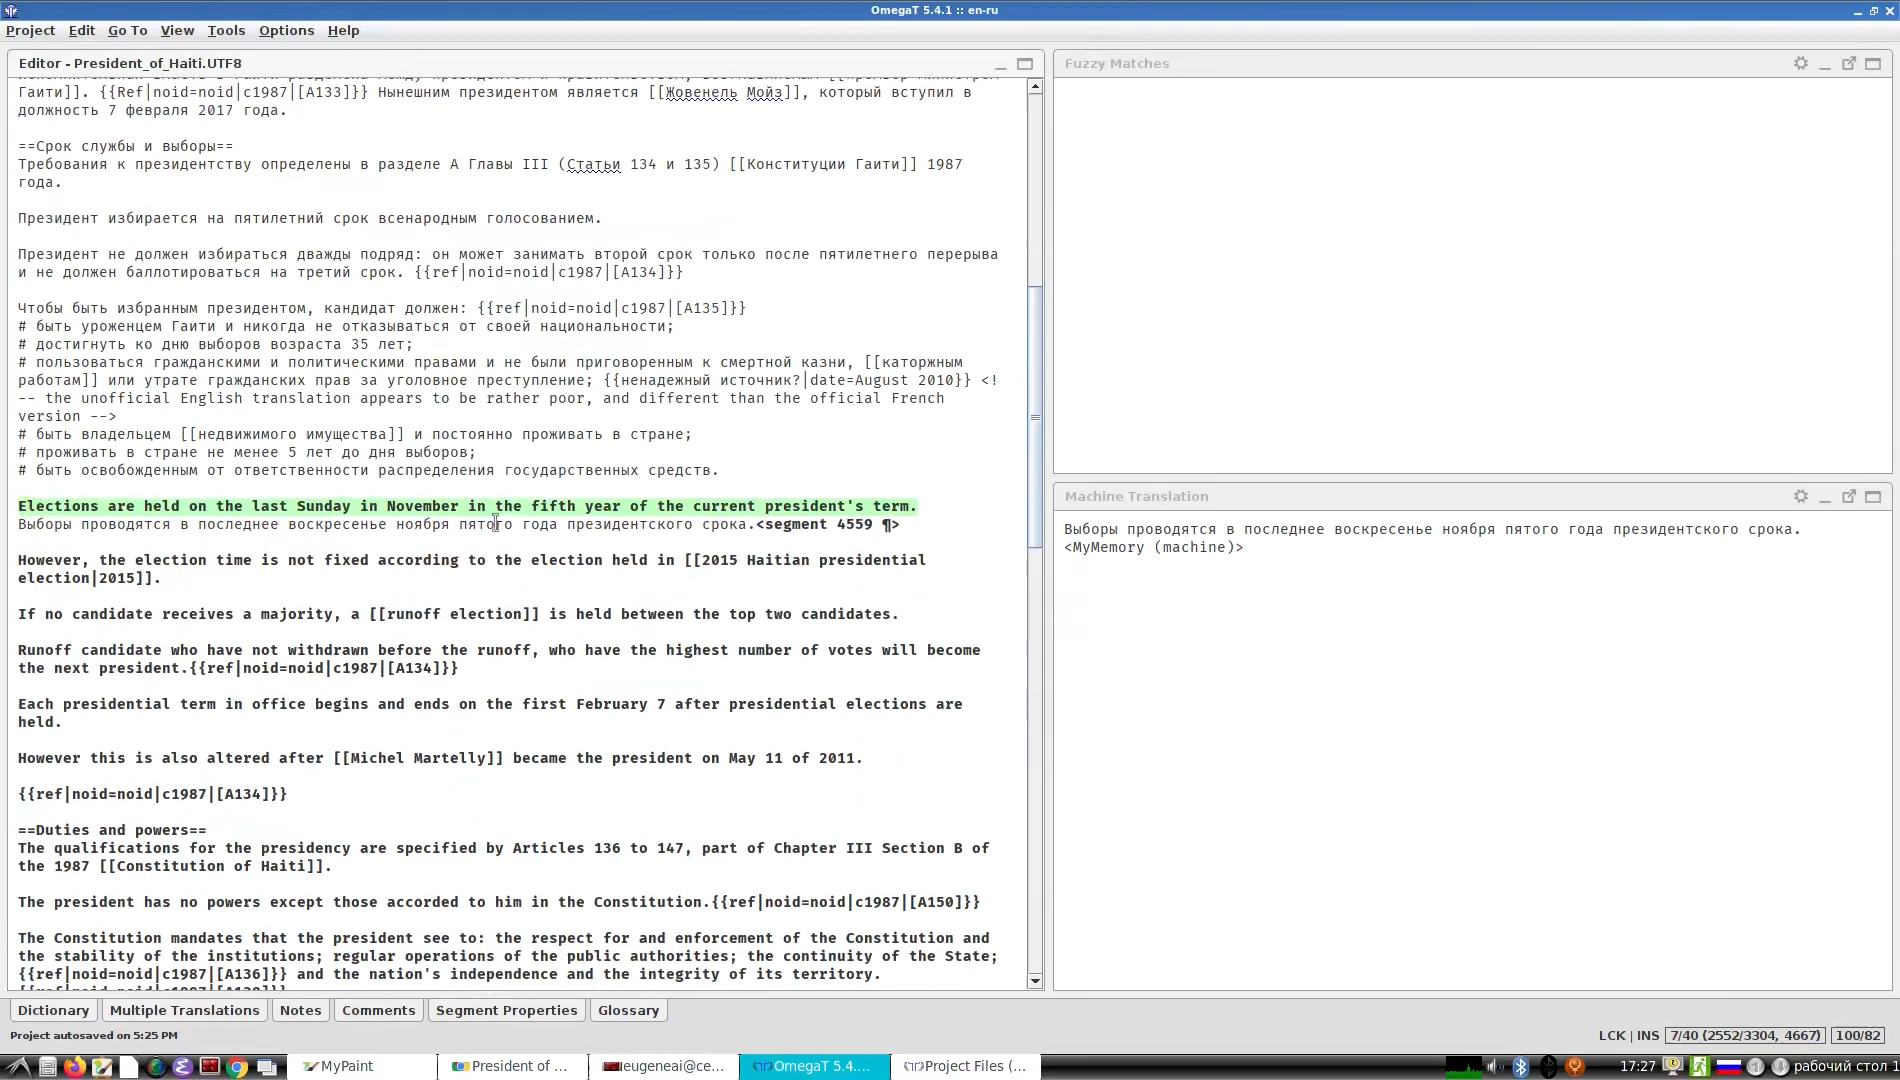 OmegaT 5.4.1 :: en-ru
Project Edit Go To View Tools Options Help
Editor - President_of_Haiti.UTF8
Гаити]]. {{Ref|noid=noid|c1987|[A133]}} Нынешним президентом является [[Жовенель Мойз]], который вступил в
должность 7 февраля 2017 года.
==Срок службы и выборы==
Требования к президентству определены в разделе A Главы III (Статьи 134 и 135) [[Конституции Гаити]] 1987
года.
Президент избирается на пятилетний срок всенародным голосованием.
Президент не должен избираться дважды подряд: он может занимать второй срок только после пятилетнего перерыва
и не должен баллотироваться на третий срок. {{ref|noid=noid|c1987|[A134]}}
Чтобы быть избранным президентом, кандидат должен: {{ref|noid=noid|c1987|[A135]}}
# быть уроженцем Гаити и никогда не отказываться от своей национальности;
# достигнуть ко дню выборов возраста 35 лет;
# пользоваться гражданскими и политическими правами и не были приговоренным к смертной казни, [[каторжным
работам]] или утрате гражданских прав за уголовное преступление; {{ненадежный источник?|date=August 2010}} <!
-- the unofficial English translation appears to be rather poor, and different than the official French
version -->
# быть владельцем [[недвижимого имущества]] и постоянно проживать в стране;
# проживать в стране не менее 5 лет до дня выборов;
# быть освобожденным от ответственности распределения государственных средств.
Elections are held on the last Sunday in November in the fifth year of the current president's term.
Выборы проводятся в последнее воскресенье ноября пятого года президентского срока.<segment 4559 ¶>
However, the election time is not fixed according to the election held in [[2015 Haitian presidential
election|2015]].
If no candidate receives a majority, a [[runoff election]] is held between the top two candidates.
Runoff candidate who have not withdrawn before the runoff, who have the highest number of votes will become
the next president.{{ref|noid=noid|c1987|[A134]}}
Each presidential term in office begins and ends on the first February 7 after presidential elections are
held.
However this is also altered after [[Michel Martelly]] became the president on May 11 of 2011.
{{ref|noid=noid|c1987|[A134]}}
==Duties and powers==
The qualifications for the presidency are specified by Articles 136 to 147, part of Chapter III Section B of
the 1987 [[Constitution of Haiti]].
The president has no powers except those accorded to him in the Constitution.{{ref|noid=noid|c1987|[A150]}}
The Constitution mandates that the president see to: the respect for and enforcement of the Constitution and
the stability of the institutions; regular operations of the public authorities; the continuity of the State;
{{ref|noid=noid|c1987|[A136]}} and the nation's independence and the integrity of its territory.
Fuzzy Matches
Machine Translation
Выборы проводятся в последнее воскресенье ноября пятого года президентского срока.
<MyMemory (machine)>
Dictionary Multiple Translations Notes Comments Segment Properties Glossary
Project autosaved on 5:25 PM
LCK | INS 7/40 (2552/3304, 4667) 100/82
MyPaint President of ... eugeneai@ce... OmegaT 5.4.... Project Files (... 17:27 рабочий стол 1